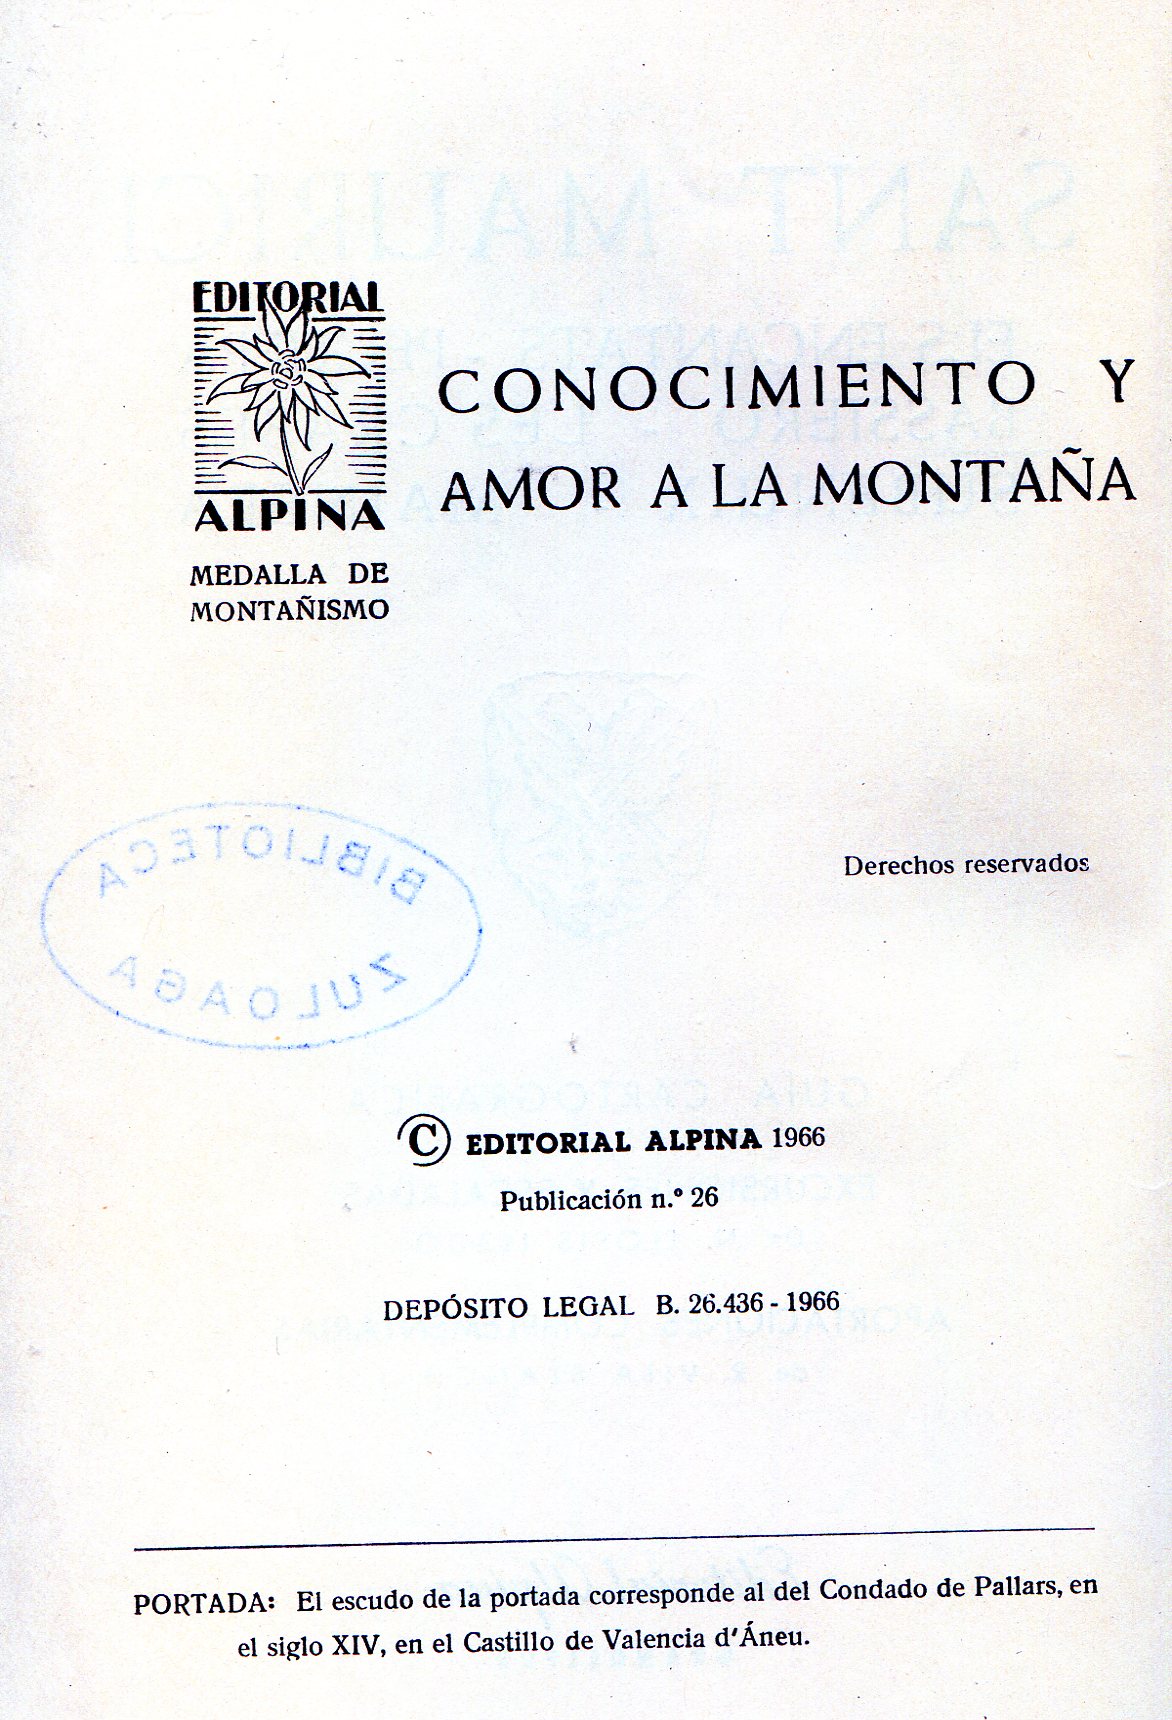 EDITORIAL
ALPINA
MEDALLA DE
MONTAÑISMO
CONOCIMIENTO Y
AMOR A LA MONTAÑA
Derechos reservados
BIBLIOTECA
ZULOAGA
© EDITORIAL ALPINA 1966
Publicación n.º 26
DEPÓSITO LEGAL B. 26.436 - 1966
PORTADA: El escudo de la portada corresponde al del Condado de Pallars, en
el siglo XIV, en el Castillo de Valencia d'Áneu.